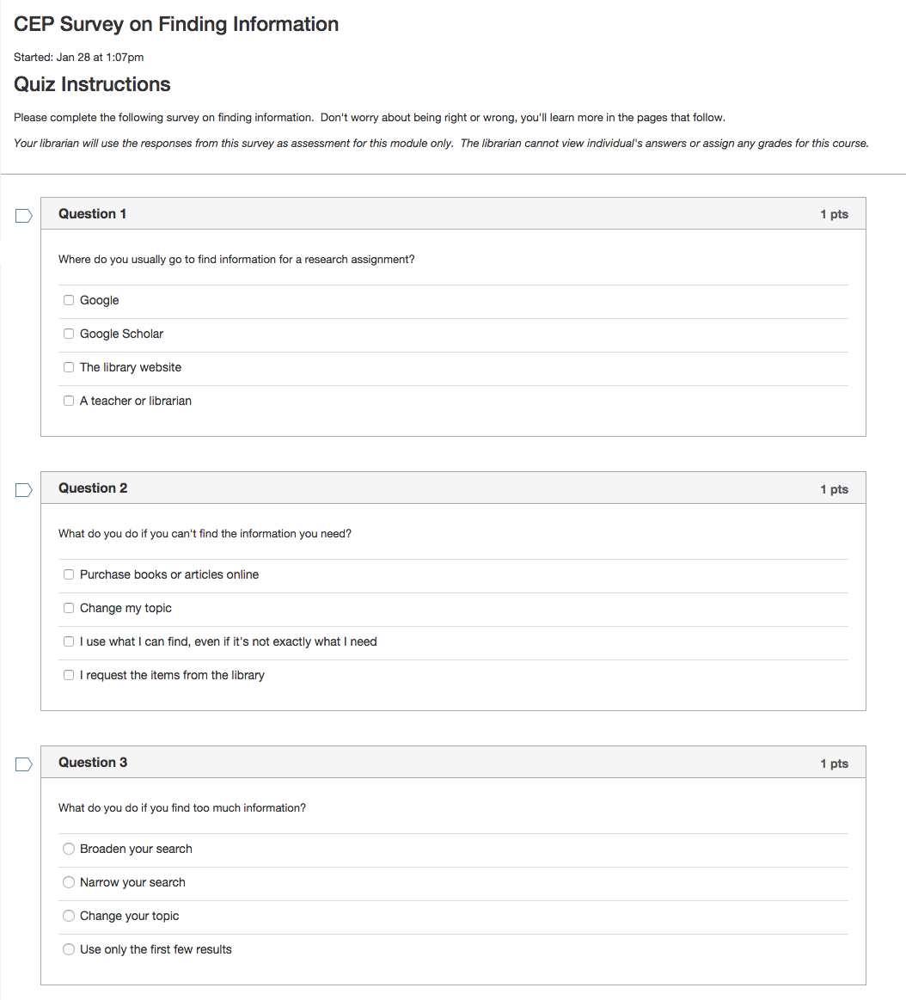 CEP Survey on Finding Information
Started: Jan 28 at 1:07pm
Quiz Instructions
Please complete the following survey on finding information.  Don't worry about being right or wrong, you'll learn more in the pages that follow.
Your librarian will use the responses from this survey as assessment for this module only.  The librarian cannot view individual's answers or assign any grades for this course.
Question 1 1 pts
Where do you usually go to find information for a research assignment?
Google
Google Scholar
The library website
A teacher or librarian
Question 2 1 pts
What do you do if you can't find the information you need?
Purchase books or articles online
Change my topic
I use what I can find, even if it's not exactly what I need
I request the items from the library
Question 3 1 pts
What do you do if you find too much information?
Broaden your search
Narrow your search
Change your topic
Use only the first few results